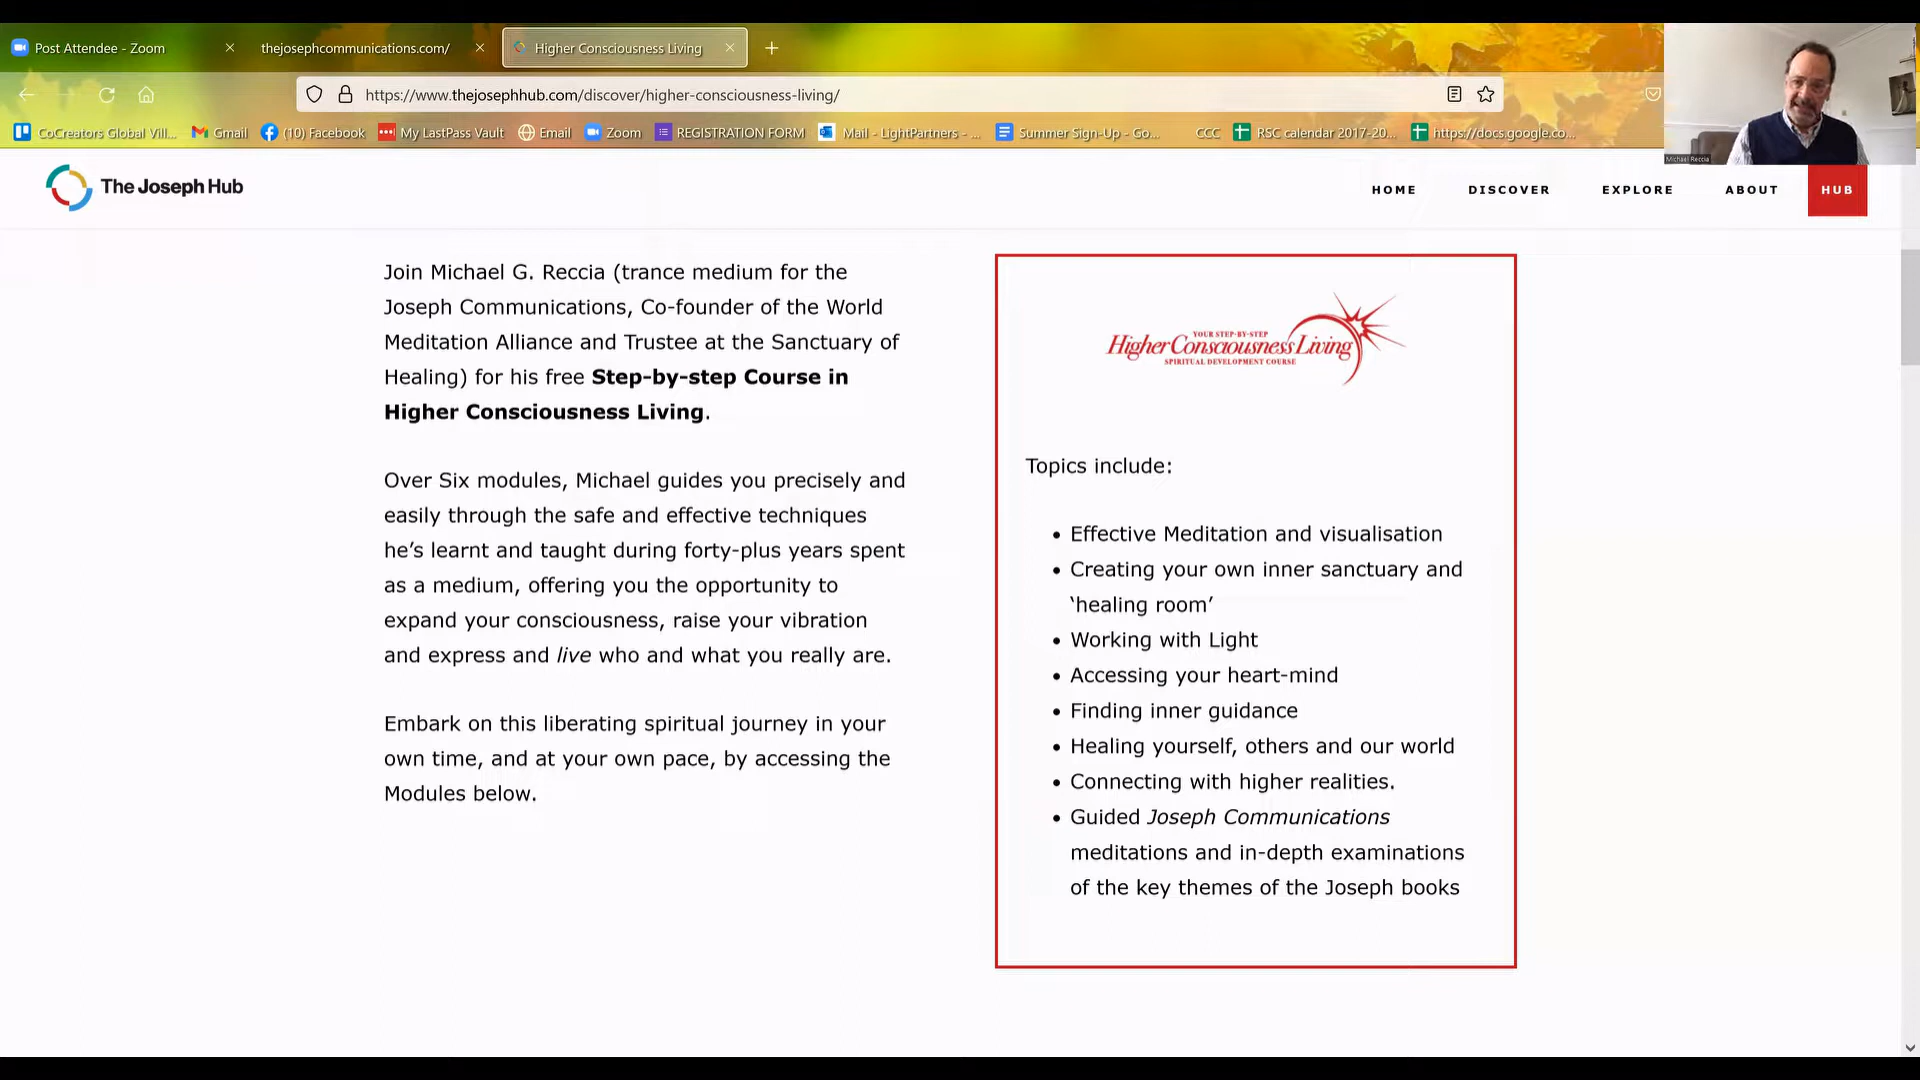 Post Attendee - Zoom
thejosephcommunications.com/
Higher Consciousness Living
https://www.thejosephhub.com/discover/higher-consciousness-living/
CoCreators Global Vill... Gmail (10) Facebook My LastPass Vault Email Zoom REGISTRATION FORM Mail - LightPartners - ... Summer Sign-Up - Go... CCC RSC calendar 2017-20... https://docs.google.co...
Michael Reccia
The Joseph Hub
HOME DISCOVER EXPLORE ABOUT HUB
Join Michael G. Reccia (trance medium for the
Joseph Communications, Co-founder of the World
Meditation Alliance and Trustee at the Sanctuary of
Healing) for his free Step-by-step Course in
Higher Consciousness Living.
Over Six modules, Michael guides you precisely and
easily through the safe and effective techniques
he’s learnt and taught during forty-plus years spent
as a medium, offering you the opportunity to
expand your consciousness, raise your vibration
and express and live who and what you really are.
Embark on this liberating spiritual journey in your
own time, and at your own pace, by accessing the
Modules below.
YOUR STEP-BY-STEP
Higher Consciousness Living
SPIRITUAL DEVELOPMENT COURSE
Topics include:
• Effective Meditation and visualisation
• Creating your own inner sanctuary and
‘healing room’
• Working with Light
• Accessing your heart-mind
• Finding inner guidance
• Healing yourself, others and our world
• Connecting with higher realities.
• Guided Joseph Communications
meditations and in-depth examinations
of the key themes of the Joseph books